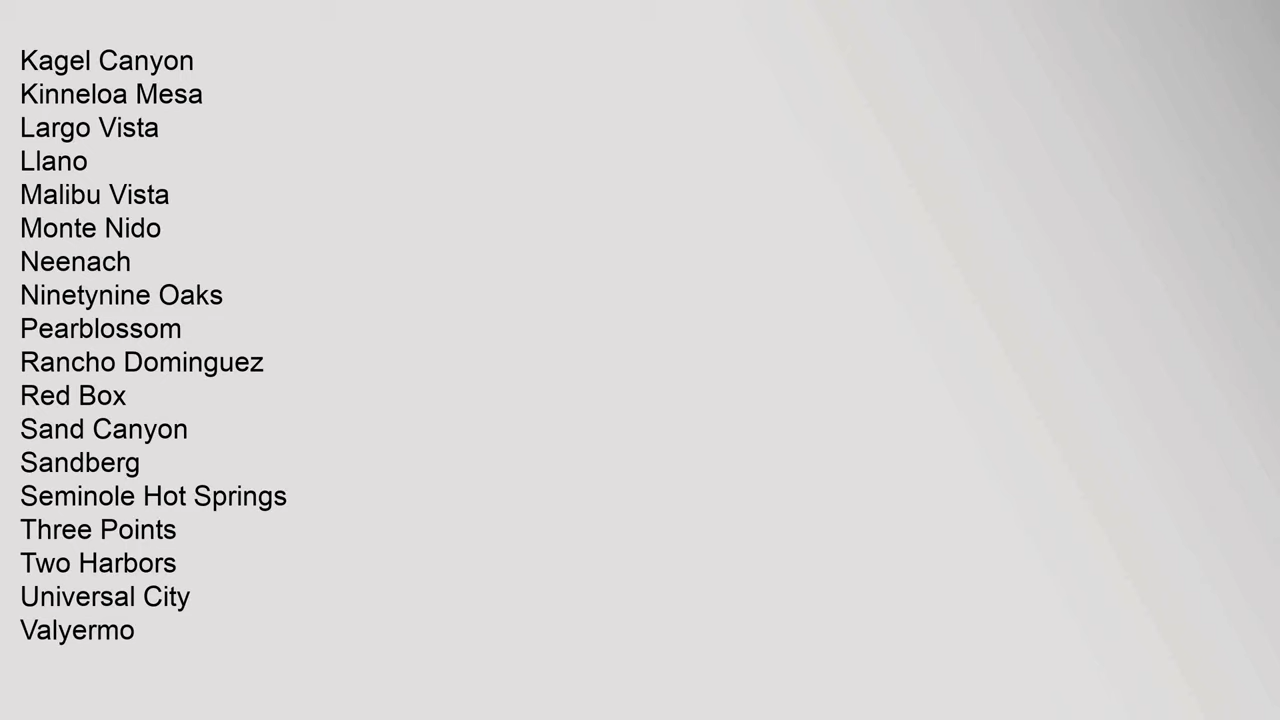 Kagel Canyon
Kinneloa Mesa
Largo Vista
Llano
Malibu Vista
Monte Nido
Neenach
Ninetynine Oaks
Pearblossom
Rancho Dominguez
Red Box
Sand Canyon
Sandberg
Seminole Hot Springs
Three Points
Two Harbors
Universal City
Valyermo